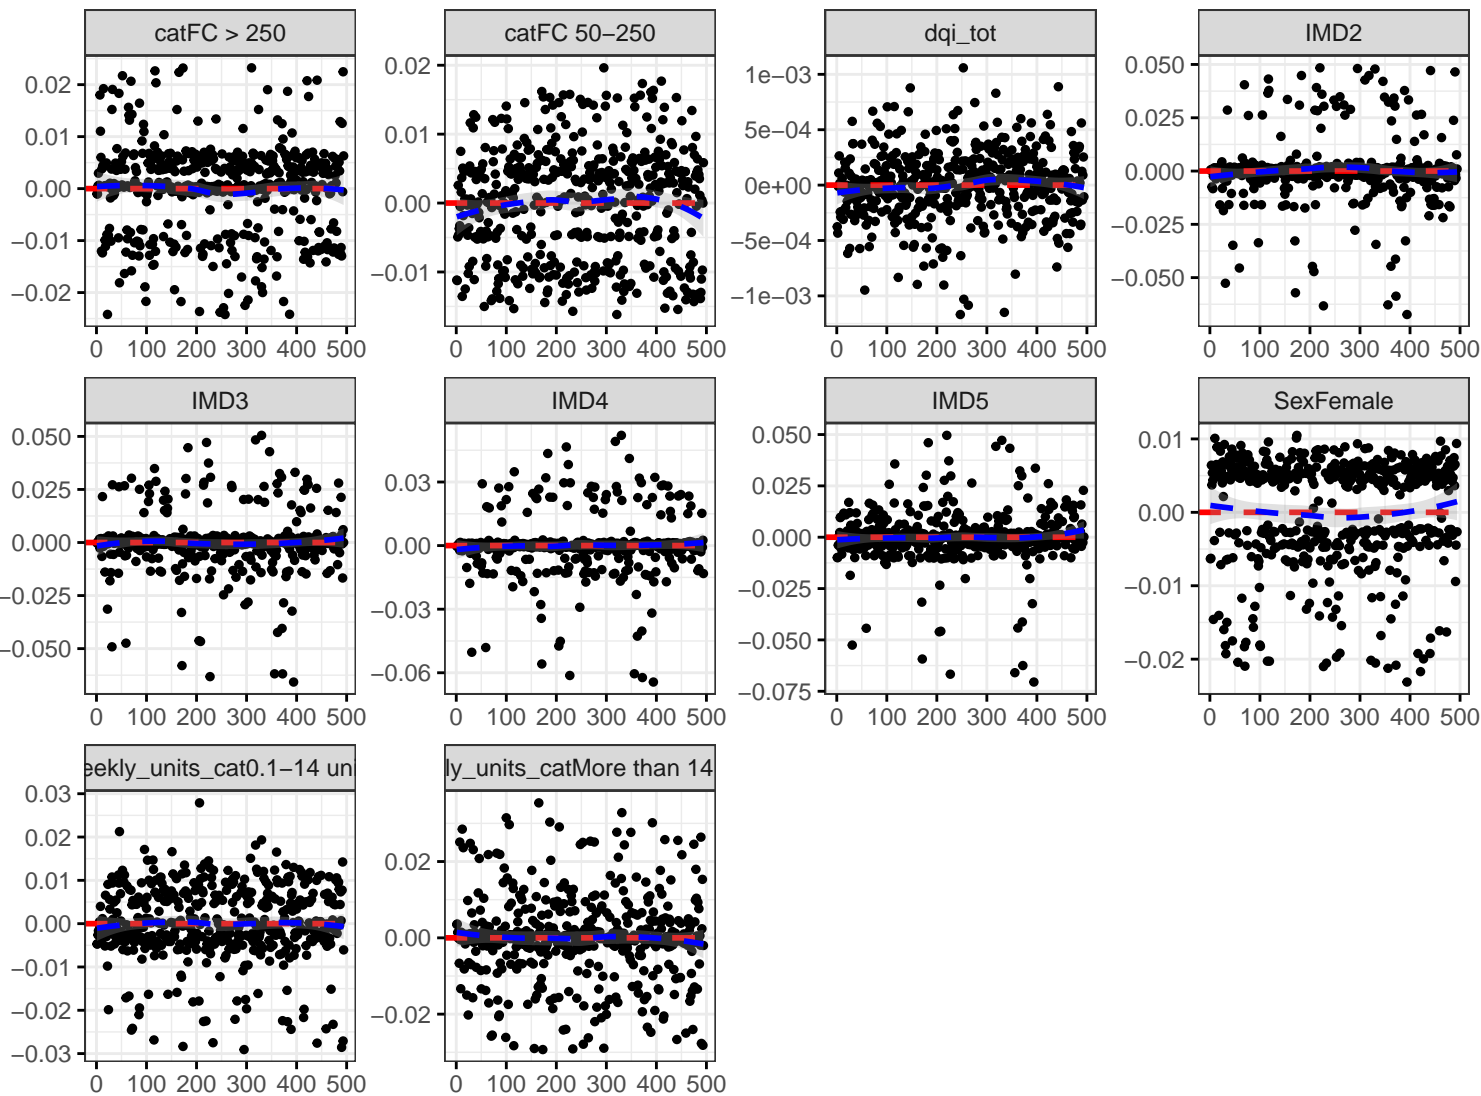 catFC > 250
catFC 50−250
dqi_tot
IMD2
0.02
0.01
0.00
−0.01
−0.02
0 100 200 300 400 500
0.02
0.01
0.00
−0.01
0 100 200 300 400 500
1e−03
5e−04
0e+00
−5e−04
−1e−03
0 100 200 300 400 500
0.050
0.025
0.000
−0.025
−0.050
0 100 200 300 400 500
IMD3
IMD4
IMD5
SexFemale
0.050
0.025
0.000
−0.025
−0.050
0 100 200 300 400 500
0.03
0.00
−0.03
−0.06
0 100 200 300 400 500
0.050
0.025
0.000
−0.025
−0.050
−0.075
0 100 200 300 400 500
0.01
0.00
−0.01
−0.02
0 100 200 300 400 500
eekly_units_cat0.1−14 uni
ly_units_catMore than 14
0.03
0.02
0.01
0.00
−0.01
−0.02
−0.03
0 100 200 300 400 500
0.02
0.00
−0.02
0 100 200 300 400 500